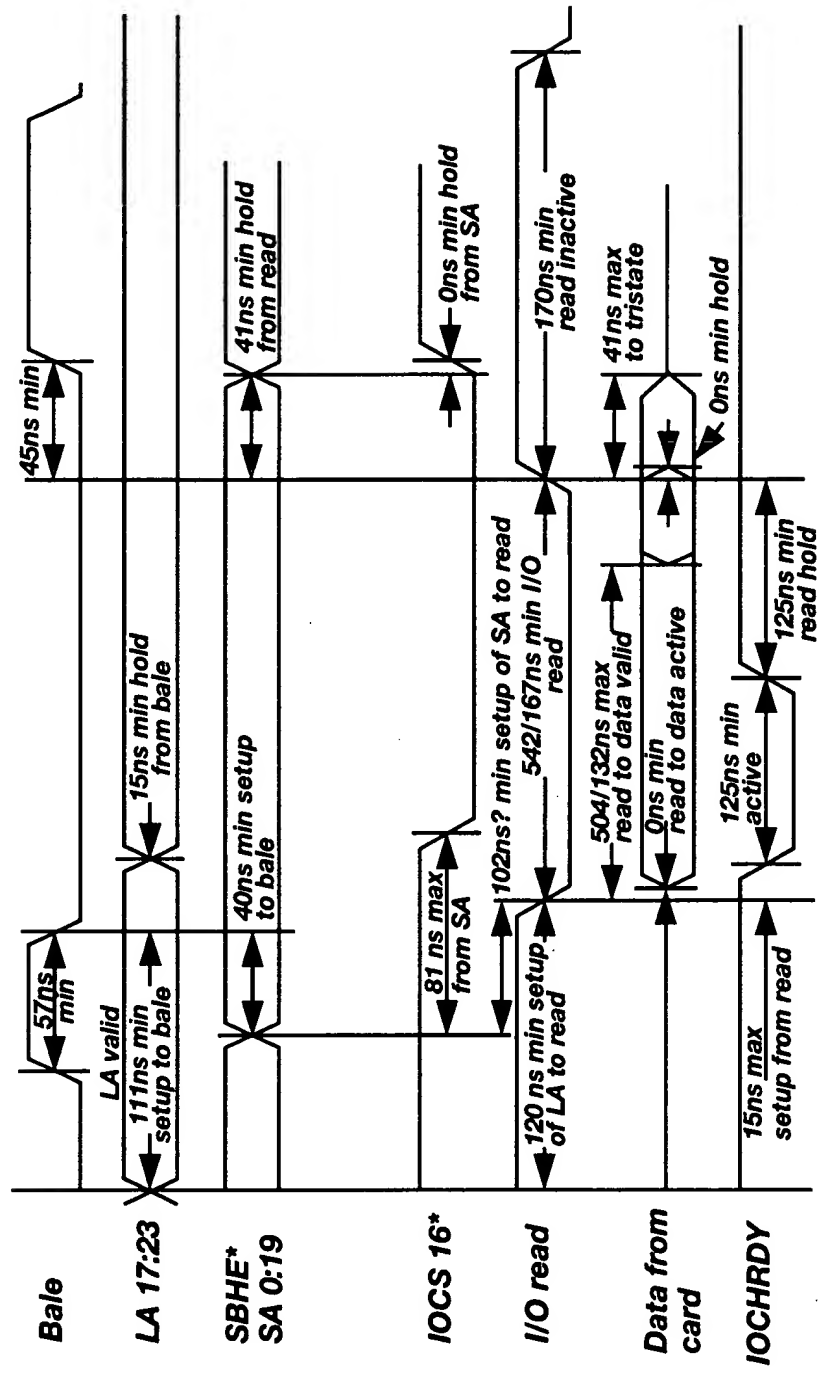 Bale
57ns
min
45ns min
LA 17:23
LA valid
111ns min
setup to bale
15ns min hold
from bale
SBHE*
SA 0:19
40ns min setup
to bale
41ns min hold
from read
IOCS 16*
81 ns max
from SA
0ns min hold
from SA
102ns? min setup of SA to read
I/O read
120 ns min setup
of LA to read
542/167ns min I/O
read
170ns min
read inactive
Data from
card
504/132ns max
read to data valid
0ns min
read to data active
41ns max
to tristate
0ns min hold
IOCHRDY
15ns max
setup from read
125ns min
active
125ns min
read hold